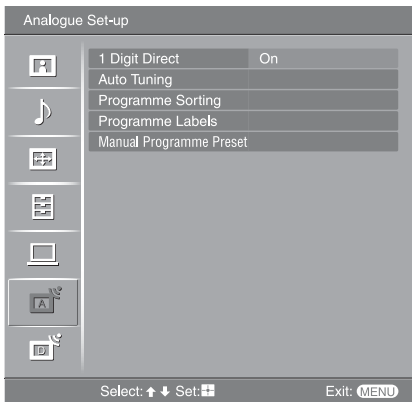 Analogue Set-up
1 Digit Direct On
Auto Tuning
Programme Sorting
Programme Labels
Manual Programme Preset
A
D
Select: Set: Exit: MENU